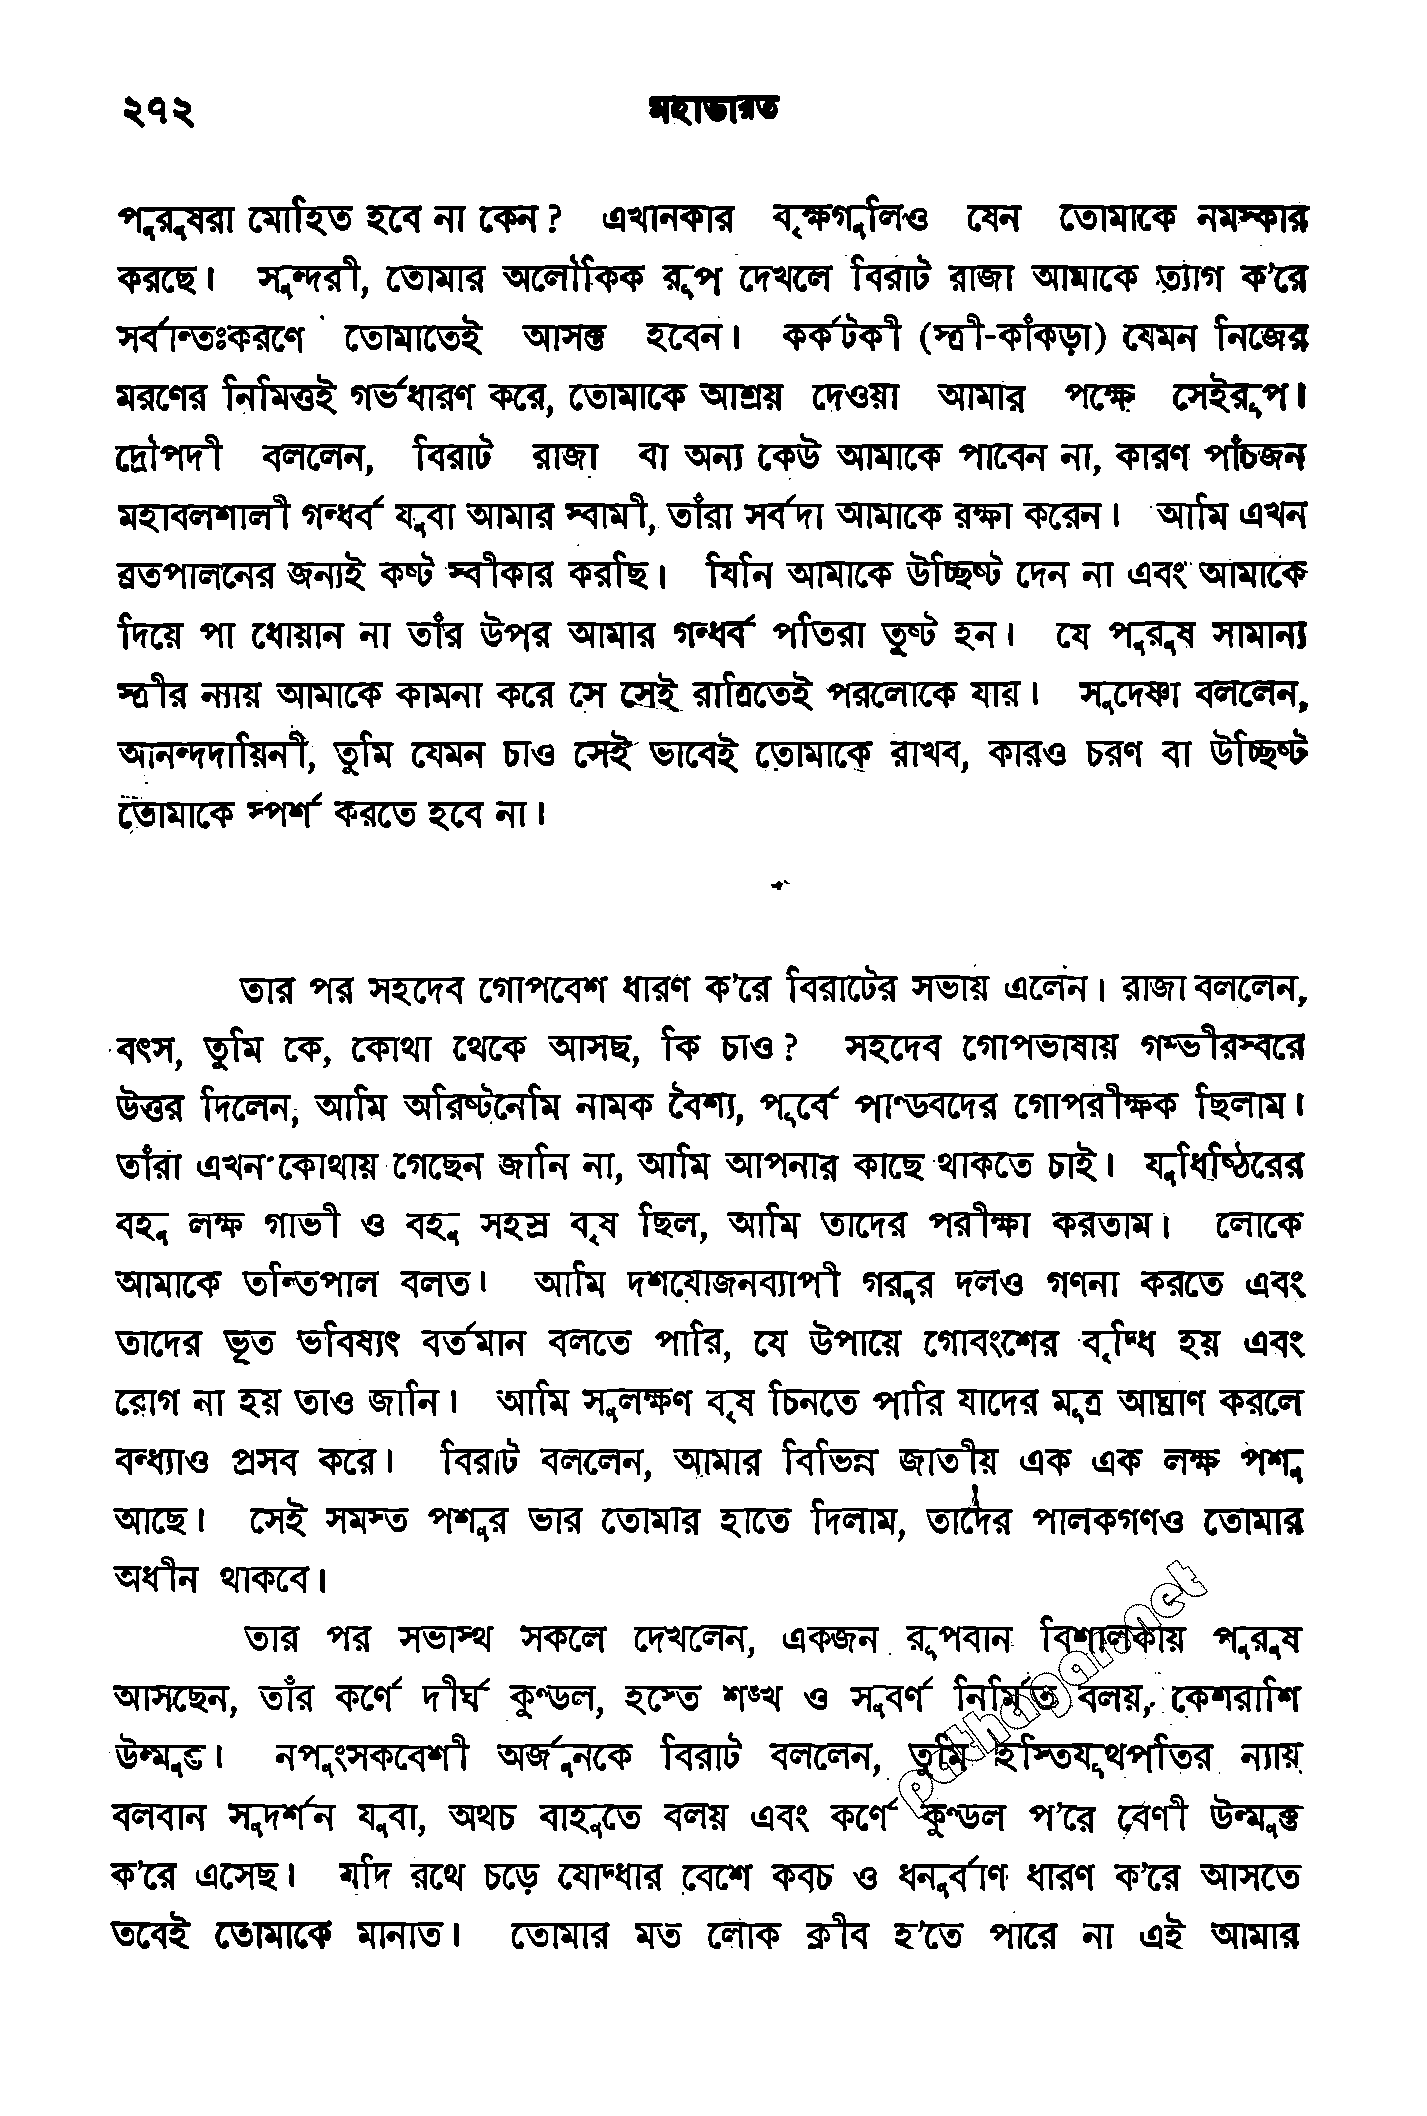 ২৭২ মহাভারত
পুরুষরা মোহিত হবে না কেন? এখানকার বৃক্ষগুলিও যেন তোমাকে নমস্কার
করছে। সুন্দরী, তোমার অলৌকিক রূপ দেখলে বিরাট রাজা আমাকে ত্যাগ ক'রে
সর্বান্তঃকরণে তোমাতেই আসক্ত হবেন। কর্কটকী (স্ত্রী-কাঁকড়া) যেমন নিজের
মরণের নিমিত্তই গর্ভধারণ করে, তোমাকে আশ্রয় দেওয়া আমার পক্ষে সেইরূপ।
দ্রৌপদী বললেন, বিরাট রাজা বা অন্য কেউ আমাকে পাবেন না, কারণ পাঁচজন
মহাবলশালী গন্ধর্ব যুবা আমার স্বামী, তাঁরা সর্বদা আমাকে রক্ষা করেন। আমি এখন
ব্রতপালনের জন্যই কষ্ট স্বীকার করছি। যিনি আমাকে উচ্ছিষ্ট দেন না এবং আমাকে
দিয়ে পা ধোয়ান না তাঁর উপর আমার গন্ধর্ব পতিরা তুষ্ট হন। যে পুরুষ সামান্য
স্ত্রীর ন্যায় আমাকে কামনা করে সে সেই রাত্রিতেই পরলোকে যায়। সুদেষ্ণা বললেন,
আনন্দদায়িনী, তুমি যেমন চাও সেই ভাবেই তোমাকে রাখব, কারও চরণ বা উচ্ছিষ্ট
তোমাকে স্পর্শ করতে হবে না।
তার পর সহদেব গোপবেশ ধারণ ক'রে বিরাটের সভায় এলেন। রাজা বললেন,
বৎস, তুমি কে, কোথা থেকে আসছ, কি চাও? সহদেব গোপভাষায় গম্ভীরস্বরে
উত্তর দিলেন, আমি অরিষ্টনেমি নামক বৈশ্য, পূর্বে পাণ্ডবদের গোপরীক্ষক ছিলাম।
তাঁরা এখন কোথায় গেছেন জানি না, আমি আপনার কাছে থাকতে চাই। যুধিষ্ঠিরের
বহু লক্ষ গাভী ও বহু সহস্র বৃষ ছিল, আমি তাদের পরীক্ষা করতাম। লোকে
আমাকে তন্তিপাল বলত। আমি দশযোজনব্যাপী গরুর দলও গণনা করতে এবং
তাদের ভূত ভবিষ্যৎ বর্তমান বলতে পারি, যে উপায়ে গোবংশের বৃদ্ধি হয় এবং
রোগ না হয় তাও জানি। আমি সুলক্ষণ বৃষ চিনতে পারি যাদের মূত্র আঘ্রাণ করলে
বন্ধ্যাও প্রসব করে। বিরাট বললেন, আমার বিভিন্ন জাতীয় এক এক লক্ষ পশু
আছে। সেই সমস্ত পশুর ভার তোমার হাতে দিলাম, তাদের পালকগণও তোমার
অধীন থাকবে।
তার পর সভাস্থ সকলে দেখলেন, একজন রূপবান বিশালকায় পুরুষ
আসছেন, তাঁর কর্ণে দীর্ঘ কুণ্ডল, হস্তে শঙ্খ ও সুবর্ণ নির্মিত বলয়, কেশরাশি
উন্মুক্ত। নপুংসকবেশী অর্জুনকে বিরাট বললেন, তুমি হস্তিযূথপতির ন্যায়
বলবান সুদর্শন যুবা, অথচ বাহুতে বলয় এবং কর্ণে কুণ্ডল প'রে বেণী উন্মুক্ত
ক'রে এসেছ। যদি রথে চড়ে যোদ্ধার বেশে কবচ ও ধনুর্বাণ ধারণ ক'রে আসতে
তবেই তোমাকে মানাত। তোমার মত লোক ক্লীব হ'তে পারে না এই আমার
pathagar.net